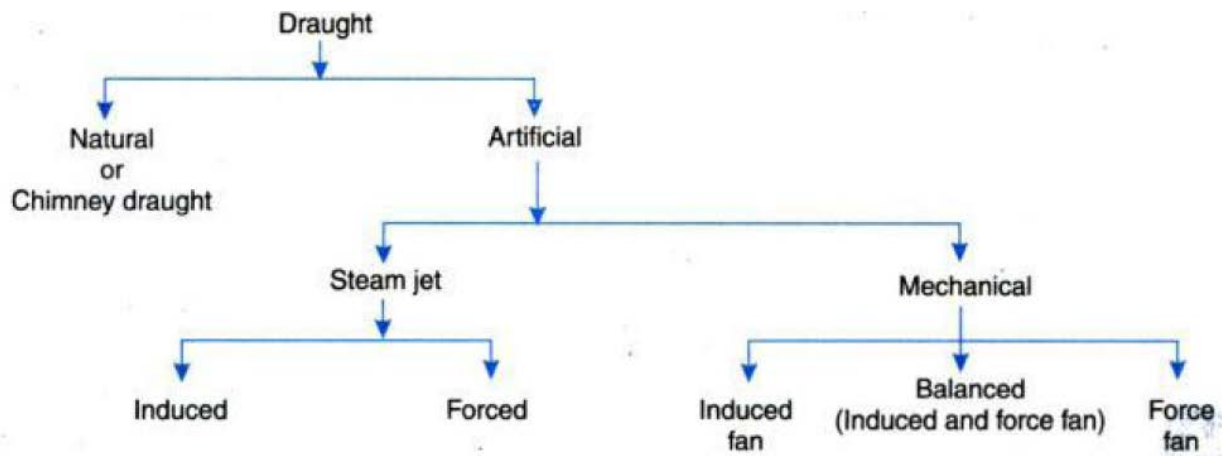 Draught
Natural
or
Chimney draught
Artificial
Steam jet
Mechanical
Induced
Forced
Induced
fan
Balanced
(Induced and force fan)
Force
fan